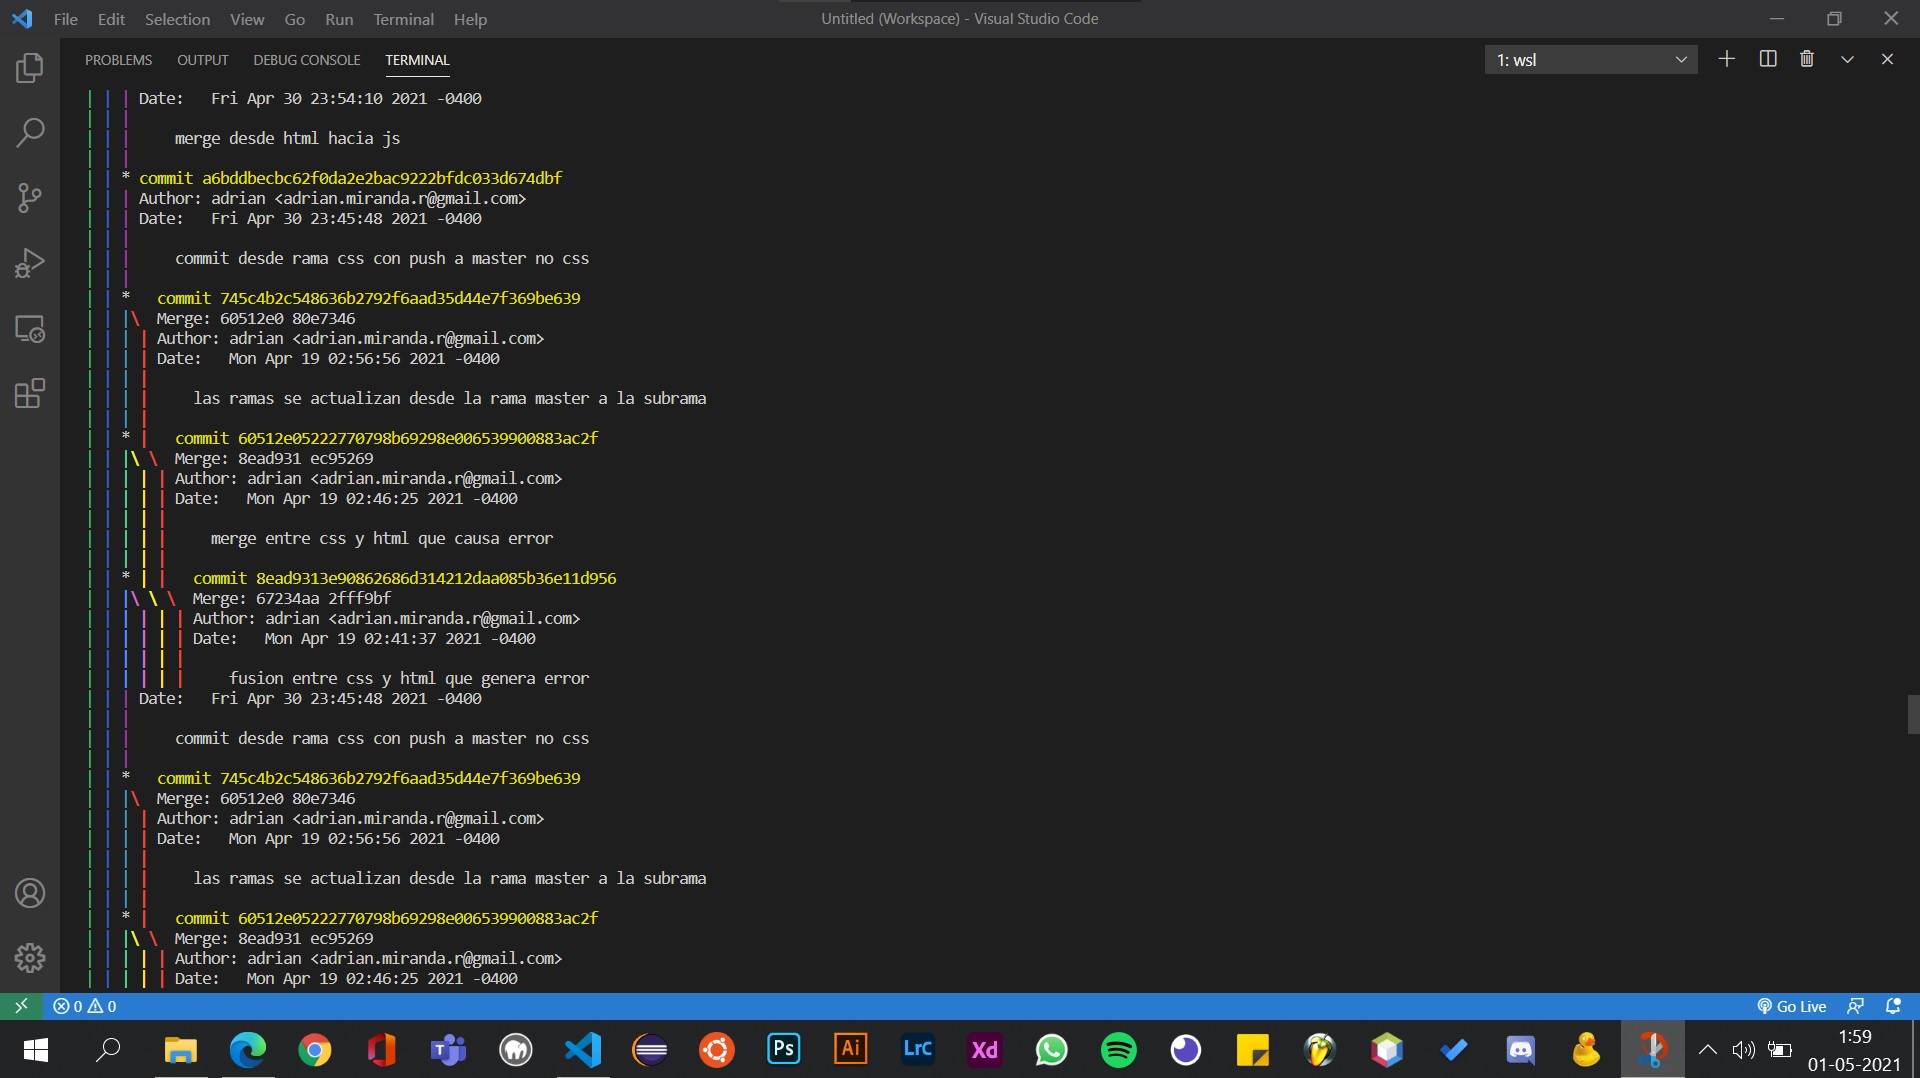 File Edit Selection View Go Run Terminal Help
Untitled (Workspace) - Visual Studio Code
PROBLEMS OUTPUT DEBUG CONSOLE TERMINAL
1: wsl
| | | Date:   Fri Apr 30 23:54:10 2021 -0400
| | |
| | |     merge desde html hacia js
| | |
| | * commit a6bddbecbc62f0da2e2bac9222bfdc033d674dbf
| | | Author: adrian <adrian.miranda.r@gmail.com>
| | | Date:   Fri Apr 30 23:45:48 2021 -0400
| | |
| | |     commit desde rama css con push a master no css
| | |
| | *   commit 745c4b2c548636b2792f6aad35d44e7f369be639
| | |\  Merge: 60512e0 80e7346
| | | | Author: adrian <adrian.miranda.r@gmail.com>
| | | | Date:   Mon Apr 19 02:56:56 2021 -0400
| | | |
| | | |     las ramas se actualizan desde la rama master a la subrama
| | | |
| | * |   commit 60512e05222770798b69298e006539900883ac2f
| | |\ \  Merge: 8ead931 ec95269
| | | | | Author: adrian <adrian.miranda.r@gmail.com>
| | | | | Date:   Mon Apr 19 02:46:25 2021 -0400
| | | | |
| | | | |     merge entre css y html que causa error
| | | | |
| | * | |   commit 8ead9313e90862686d314212daa085b36e11d956
| | |\ \ \  Merge: 67234aa 2fff9bf
| | | | | | Author: adrian <adrian.miranda.r@gmail.com>
| | | | | | Date:   Mon Apr 19 02:41:37 2021 -0400
| | | | | |
| | | | | |     fusion entre css y html que genera error
| | | Date:   Fri Apr 30 23:45:48 2021 -0400
| | |
| | |     commit desde rama css con push a master no css
| | |
| | *   commit 745c4b2c548636b2792f6aad35d44e7f369be639
| | |\  Merge: 60512e0 80e7346
| | | | Author: adrian <adrian.miranda.r@gmail.com>
| | | | Date:   Mon Apr 19 02:56:56 2021 -0400
| | | |
| | | |     las ramas se actualizan desde la rama master a la subrama
| | | |
| | * |   commit 60512e05222770798b69298e006539900883ac2f
| | |\ \  Merge: 8ead931 ec95269
| | | | | Author: adrian <adrian.miranda.r@gmail.com>
| | | | | Date:   Mon Apr 19 02:46:25 2021 -0400
0 0
Go Live
Ps Ai LrC Xd
1:59
01-05-2021